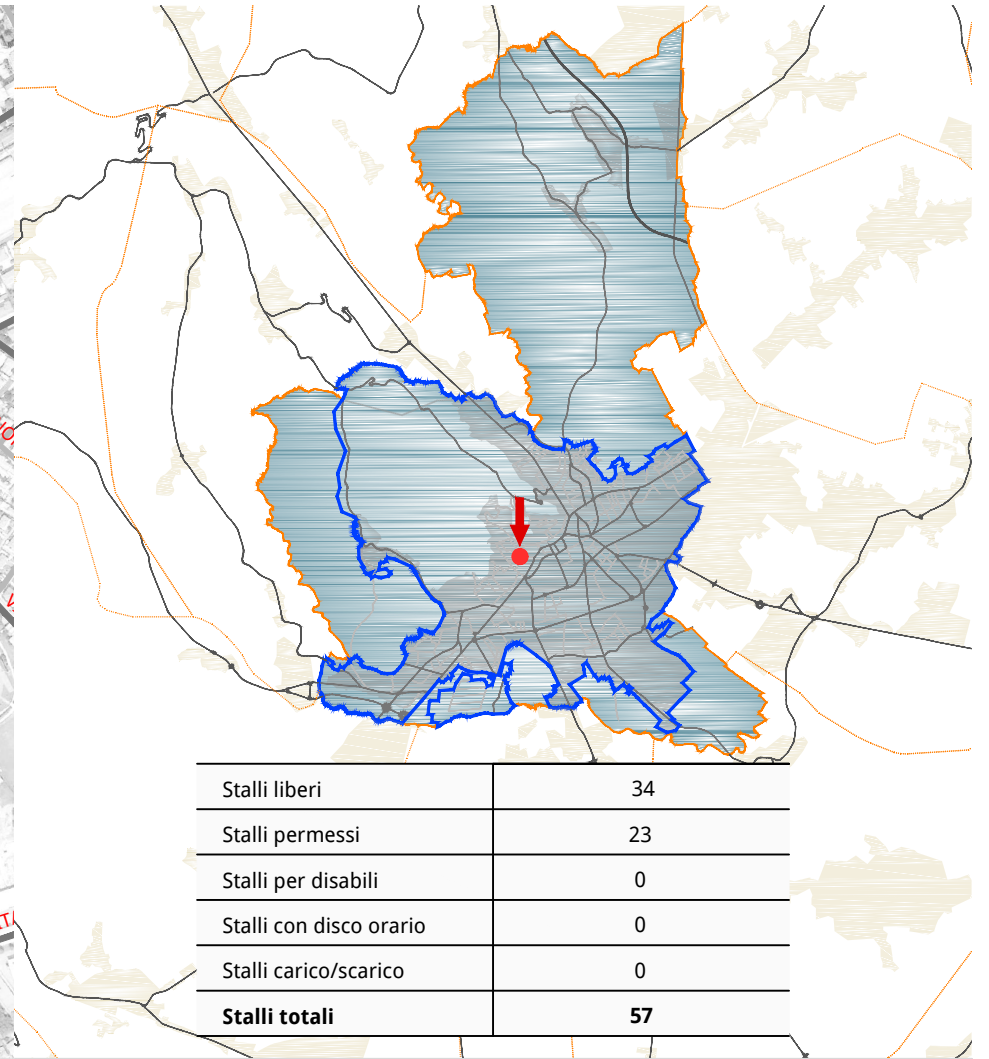 Stalli liberi 34
Stalli permessi 23
Stalli per disabili 0
Stalli con disco orario 0
Stalli carico/scarico 0
Stalli totali 57